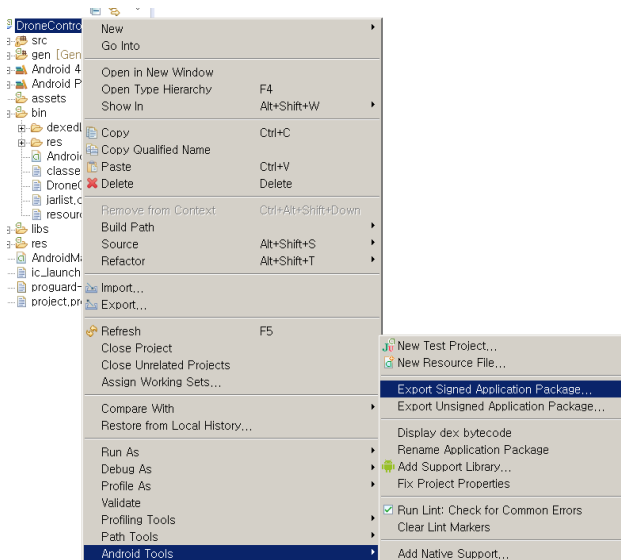 DroneContro
src
gen [Gen
Android 4
Android P
assets
bin
dexedL
res
Androi
classe
DroneC
jarlist,c
resour
libs
res
AndroidMa
ic_launch
proguard-
project,pr
New
Go Into
Open in New Window
Open Type Hierarchy F4
Show In Alt+Shift+W
Copy Ctrl+C
Copy Qualified Name
Paste Ctrl+V
Delete Delete
Remove from Context Ctrl+Alt+Shift+Down
Build Path
Source Alt+Shift+S
Refactor Alt+Shift+T
Import,,,
Export,,,
Refresh F5
Close Project
Close Unrelated Projects
Assign Working Sets,,,
Compare With
Restore from Local History,,,
Run As
Debug As
Profile As
Validate
Profiling Tools
Path Tools
Android Tools
New Test Project,,,
New Resource File,,,
Export Signed Application Package,,,
Export Unsigned Application Package,,,
Display dex bytecode
Rename Application Package
Add Support Library,,,
Fix Project Properties
Run Lint: Check for Common Errors
Clear Lint Markers
Add Native Support,,,